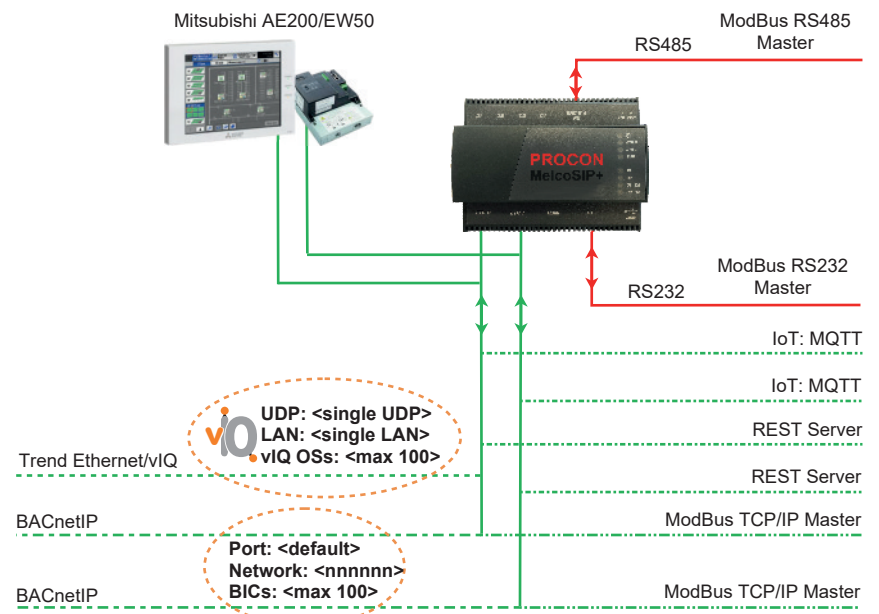 Mitsubishi AE200/EW50
ModBus RS485
Master
RS485
PROCON
MelcoSIP+
ModBus RS232
Master
RS232
IoT: MQTT
IoT: MQTT
UDP: <single UDP>
LAN: <single LAN>
vIQ OSs: <max 100>
vIQ
REST Server
Trend Ethernet/vIQ
REST Server
BACnetIP
ModBus TCP/IP Master
Port: <default>
Network: <nnnnnn>
BICs: <max 100>
BACnetIP
ModBus TCP/IP Master